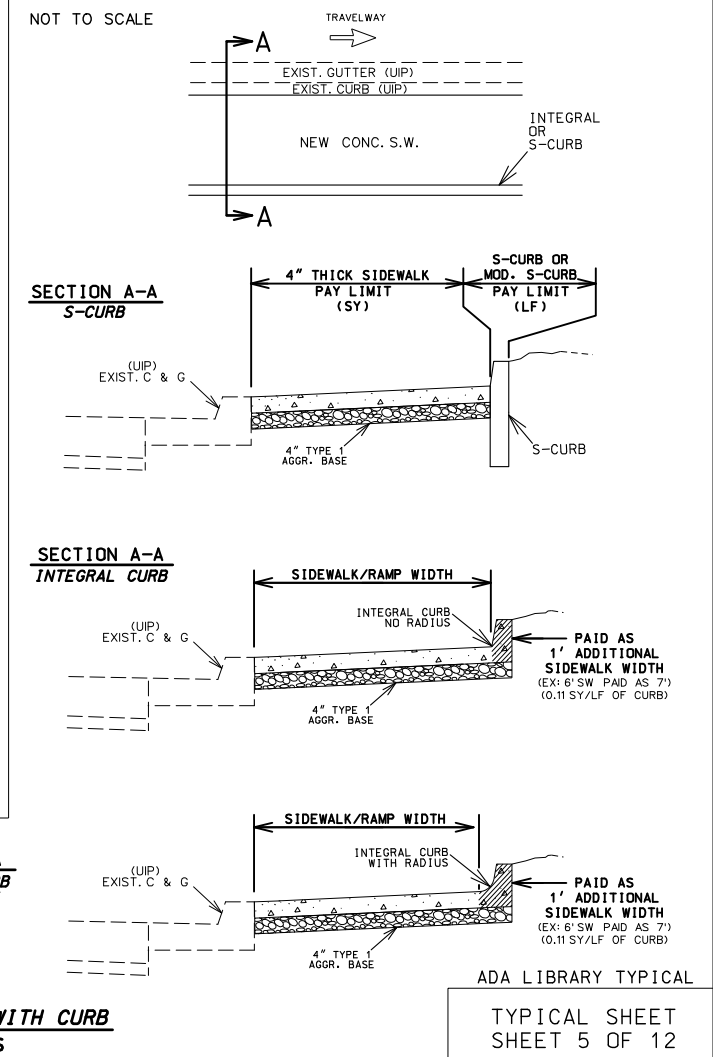 NOT TO SCALE
TRAVELWAY
A
EXIST. GUTTER (UIP)
EXIST. CURB (UIP)
NEW CONC. S.W.
INTEGRAL
OR
S-CURB
A
SECTION A-A
S-CURB
4" THICK SIDEWALK
PAY LIMIT
(SY)
S-CURB OR
MOD. S-CURB
PAY LIMIT
(LF)
(UIP)
EXIST. C & G
4" TYPE 1
AGGR. BASE
S-CURB
SECTION A-A
INTEGRAL CURB
SIDEWALK/RAMP WIDTH
(UIP)
EXIST. C & G
INTEGRAL CURB
NO RADIUS
PAID AS
1' ADDITIONAL
SIDEWALK WIDTH
(EX: 6' SW PAID AS 7')
(0.11 SY/LF OF CURB)
4" TYPE 1
AGGR. BASE
SIDEWALK/RAMP WIDTH
(UIP)
EXIST. C & G
INTEGRAL CURB
WITH RADIUS
PAID AS
1' ADDITIONAL
SIDEWALK WIDTH
(EX: 6' SW PAID AS 7')
(0.11 SY/LF OF CURB)
4" TYPE 1
AGGR. BASE
ADA LIBRARY TYPICAL
WITH CURB
S
TYPICAL SHEET
SHEET 5 OF 12